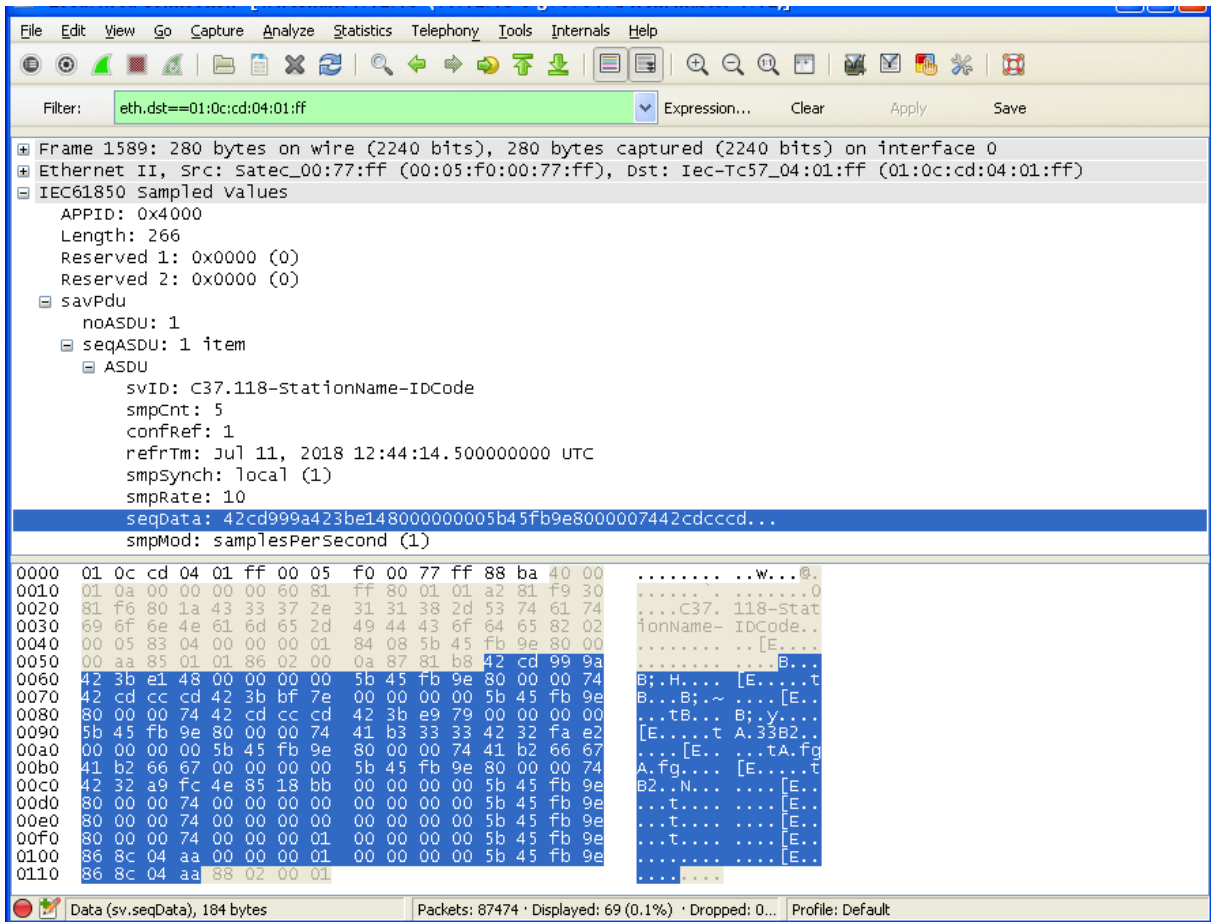 File Edit View Go Capture Analyze Statistics Telephony Tools Internals Help
Filter: eth.dst==01:0c:cd:04:01:ff Expression... Clear Apply Save
Frame 1589: 280 bytes on wire (2240 bits), 280 bytes captured (2240 bits) on interface 0
Ethernet II, Src: Satec_00:77:ff (00:05:f0:00:77:ff), Dst: Iec-Tc57_04:01:ff (01:0c:cd:04:01:ff)
IEC61850 Sampled Values
APPID: 0x4000
Length: 266
Reserved 1: 0x0000 (0)
Reserved 2: 0x0000 (0)
savPdu
noASDU: 1
seqASDU: 1 item
ASDU
svID: C37.118-StationName-IDCode
smpCnt: 5
confRef: 1
refrTm: Jul 11, 2018 12:44:14.500000000 UTC
smpSynch: local (1)
smpRate: 10
seqData: 42cd999a423be148000000005b45fb9e8000007442cdcccd...
smpMod: samplesPerSecond (1)
0000 01 0c cd 04 01 ff 00 05 f0 00 77 ff 88 ba 40 00 ........ ..w...@.
0010 01 0a 00 00 00 00 60 81 ff 80 01 01 a2 81 f9 30 ......`. .......0
0020 81 f6 80 1a 43 33 37 2e 31 31 38 2d 53 74 61 74 ....C37. 118-Stat
0030 69 6f 6e 4e 61 6d 65 2d 49 44 43 6f 64 65 82 02 ionName- IDCode..
0040 00 05 83 04 00 00 00 01 84 08 5b 45 fb 9e 80 00 ........ ..[E....
0050 00 aa 85 01 01 86 02 00 0a 87 81 b8 42 cd 99 9a ........ ....B...
0060 42 3b e1 48 00 00 00 00 5b 45 fb 9e 80 00 00 74 B;.H.... [E.....t
0070 42 cd cc cd 42 3b bf 7e 00 00 00 00 5b 45 fb 9e B...B;.~ ....[E..
0080 80 00 00 74 42 cd cc cd 42 3b e9 79 00 00 00 00 ...tB... B;.y....
0090 5b 45 fb 9e 80 00 00 74 41 b3 33 33 42 32 fa e2 [E.....t A.33B2..
00a0 00 00 00 00 5b 45 fb 9e 80 00 00 74 41 b2 66 67 ....[E.. ...tA.fg
00b0 41 b2 66 67 00 00 00 00 5b 45 fb 9e 80 00 00 74 A.fg.... [E.....t
00c0 42 32 a9 fc 4e 85 18 bb 00 00 00 00 5b 45 fb 9e B2..N... ....[E..
00d0 80 00 00 74 00 00 00 00 00 00 00 00 5b 45 fb 9e ...t.... ....[E..
00e0 80 00 00 74 00 00 00 00 00 00 00 00 5b 45 fb 9e ...t.... ....[E..
00f0 80 00 00 74 00 00 00 01 00 00 00 00 5b 45 fb 9e ...t.... ....[E..
0100 86 8c 04 aa 00 00 00 01 00 00 00 00 5b 45 fb 9e ........ ....[E..
0110 86 8c 04 aa 88 02 00 01 ........
Data (sv.seqData), 184 bytes Packets: 87474 · Displayed: 69 (0.1%) · Dropped: 0... Profile: Default